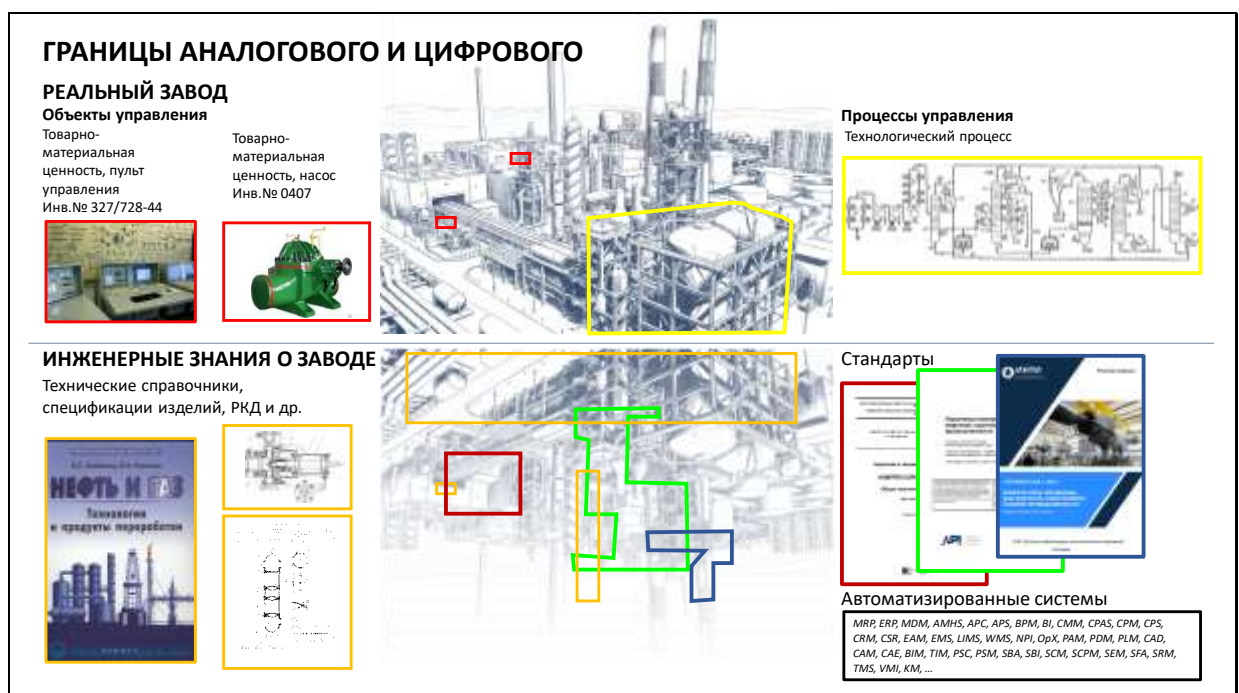 ГРАНИЦЫ АНАЛОГОВОГО И ЦИФРОВОГО
РЕАЛЬНЫЙ ЗАВОД
Объекты управления
Товарно-
материальная
ценность, пульт
управления
Инв.№ 327/728-44
Товарно-
материальная
ценность, насос
Инв.№ 0407
Процессы управления
Технологический процесс
ИНЖЕНЕРНЫЕ ЗНАНИЯ О ЗАВОДЕ
Технические справочники,
спецификации изделий, РКД и др.
НЕФТЬ И ГАЗ
Технология
и продукты переработки
Стандарты
API
Автоматизированные системы
MRP, ERP, MDM, AMHS, APC, APS, BPM, BI, CMM, CPAS, CPM, CPS,
CRM, CSR, EAM, EMS, LIMS, WMS, NPI, OpX, PAM, PDM, PLM, CAD,
CAM, CAE, BIM, TIM, PSC, PSM, SBA, SBI, SCM, SCPM, SEM, SFA, SRM,
TMS, VMI, KM, ...